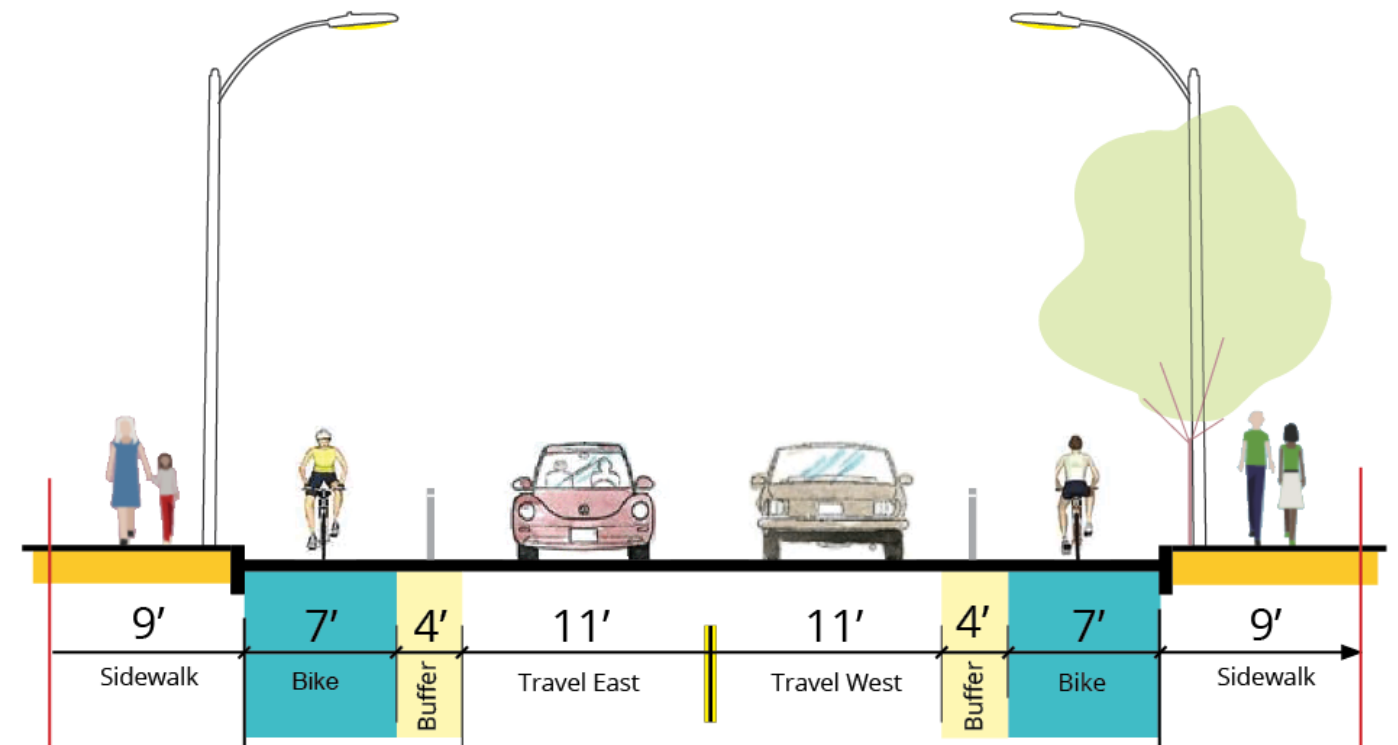 9’ 7’ 4’ 11’ 11’ 4’ 7’ 9’
Sidewalk Bike Buffer Travel East Travel West Buffer Bike Sidewalk